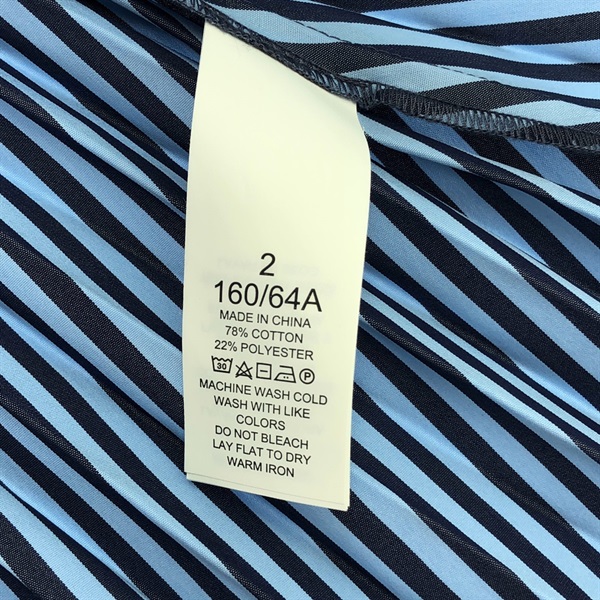 2
160/64A
MADE IN CHINA
78% COTTON
22% POLYESTER
30 P
MACHINE WASH COLD
WASH WITH LIKE
COLORS
DO NOT BLEACH
LAY FLAT TO DRY
WARM IRON